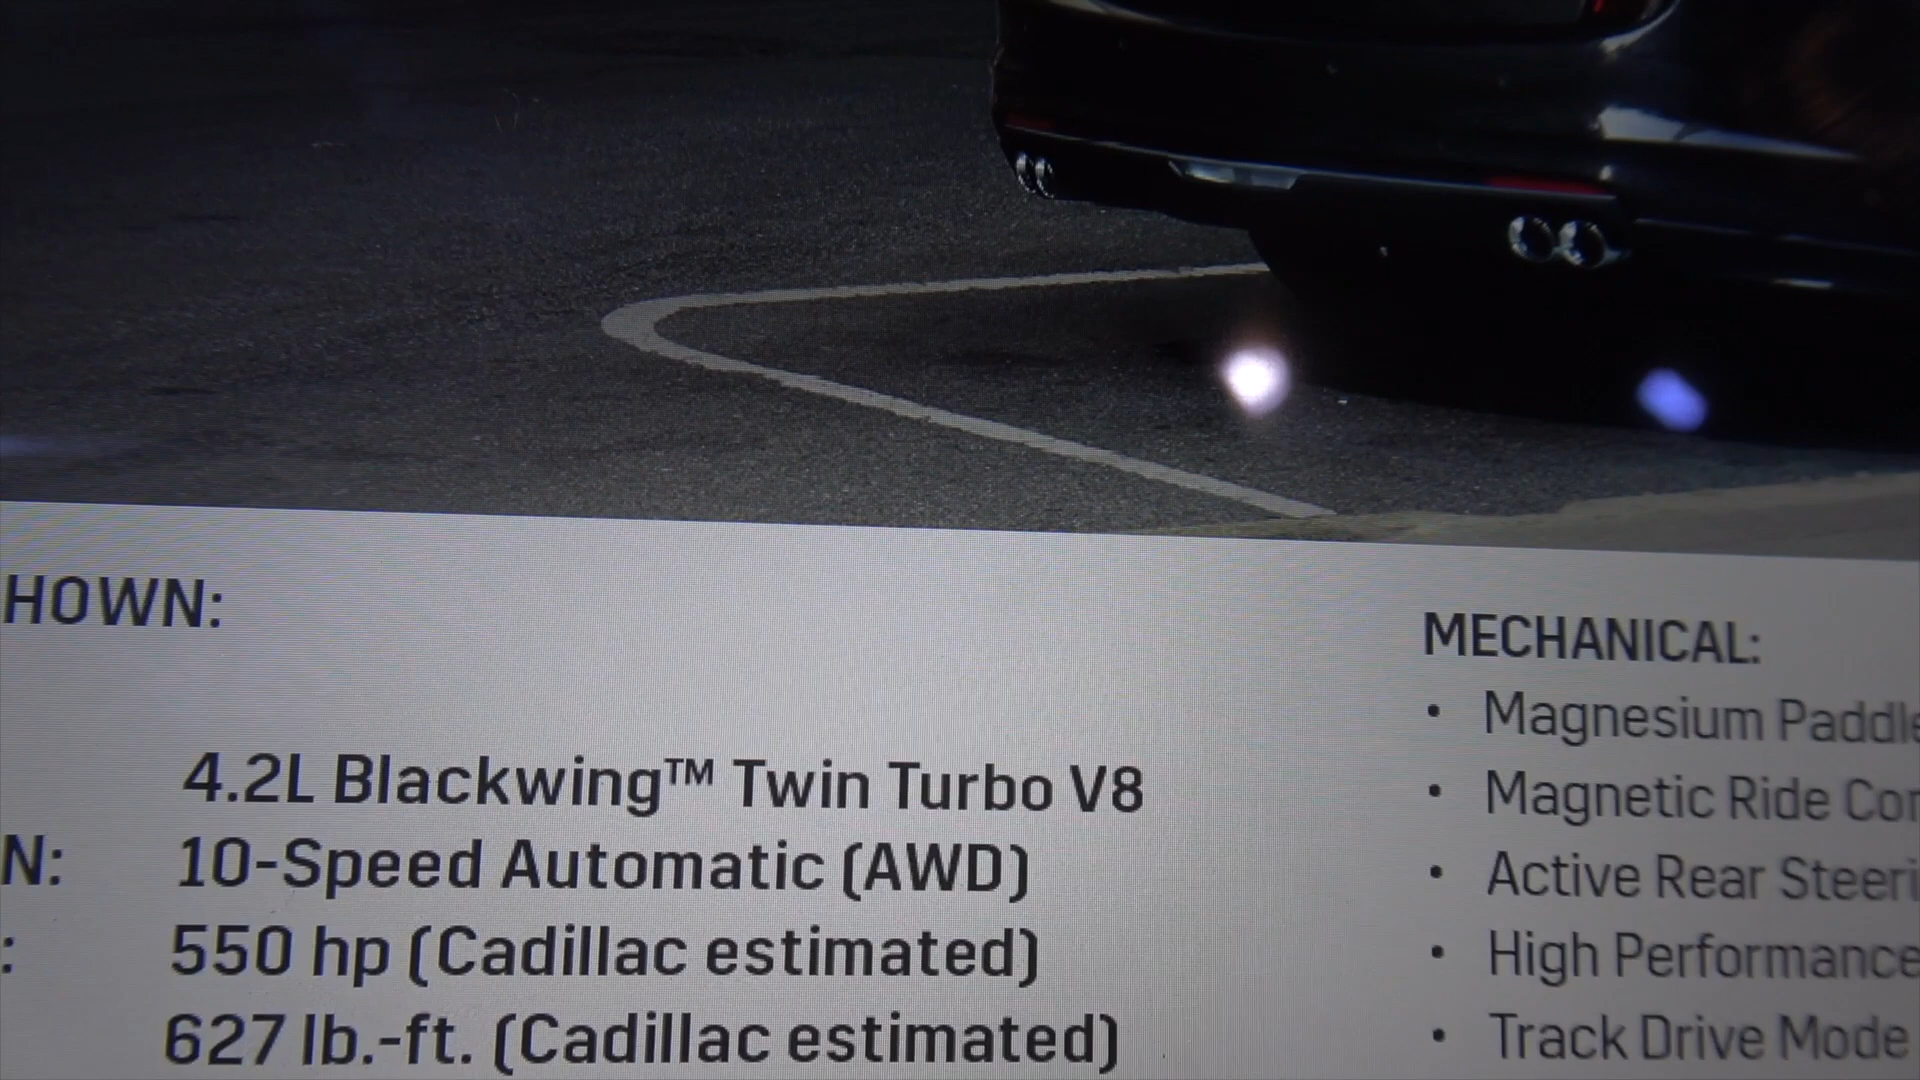 HOWN:
4.2L Blackwing™ Twin Turbo V8
N: 10-Speed Automatic (AWD)
: 550 hp (Cadillac estimated)
627 lb.-ft. (Cadillac estimated)
MECHANICAL:
• Magnesium Paddle
• Magnetic Ride Con
• Active Rear Steeri
• High Performance
• Track Drive Mode